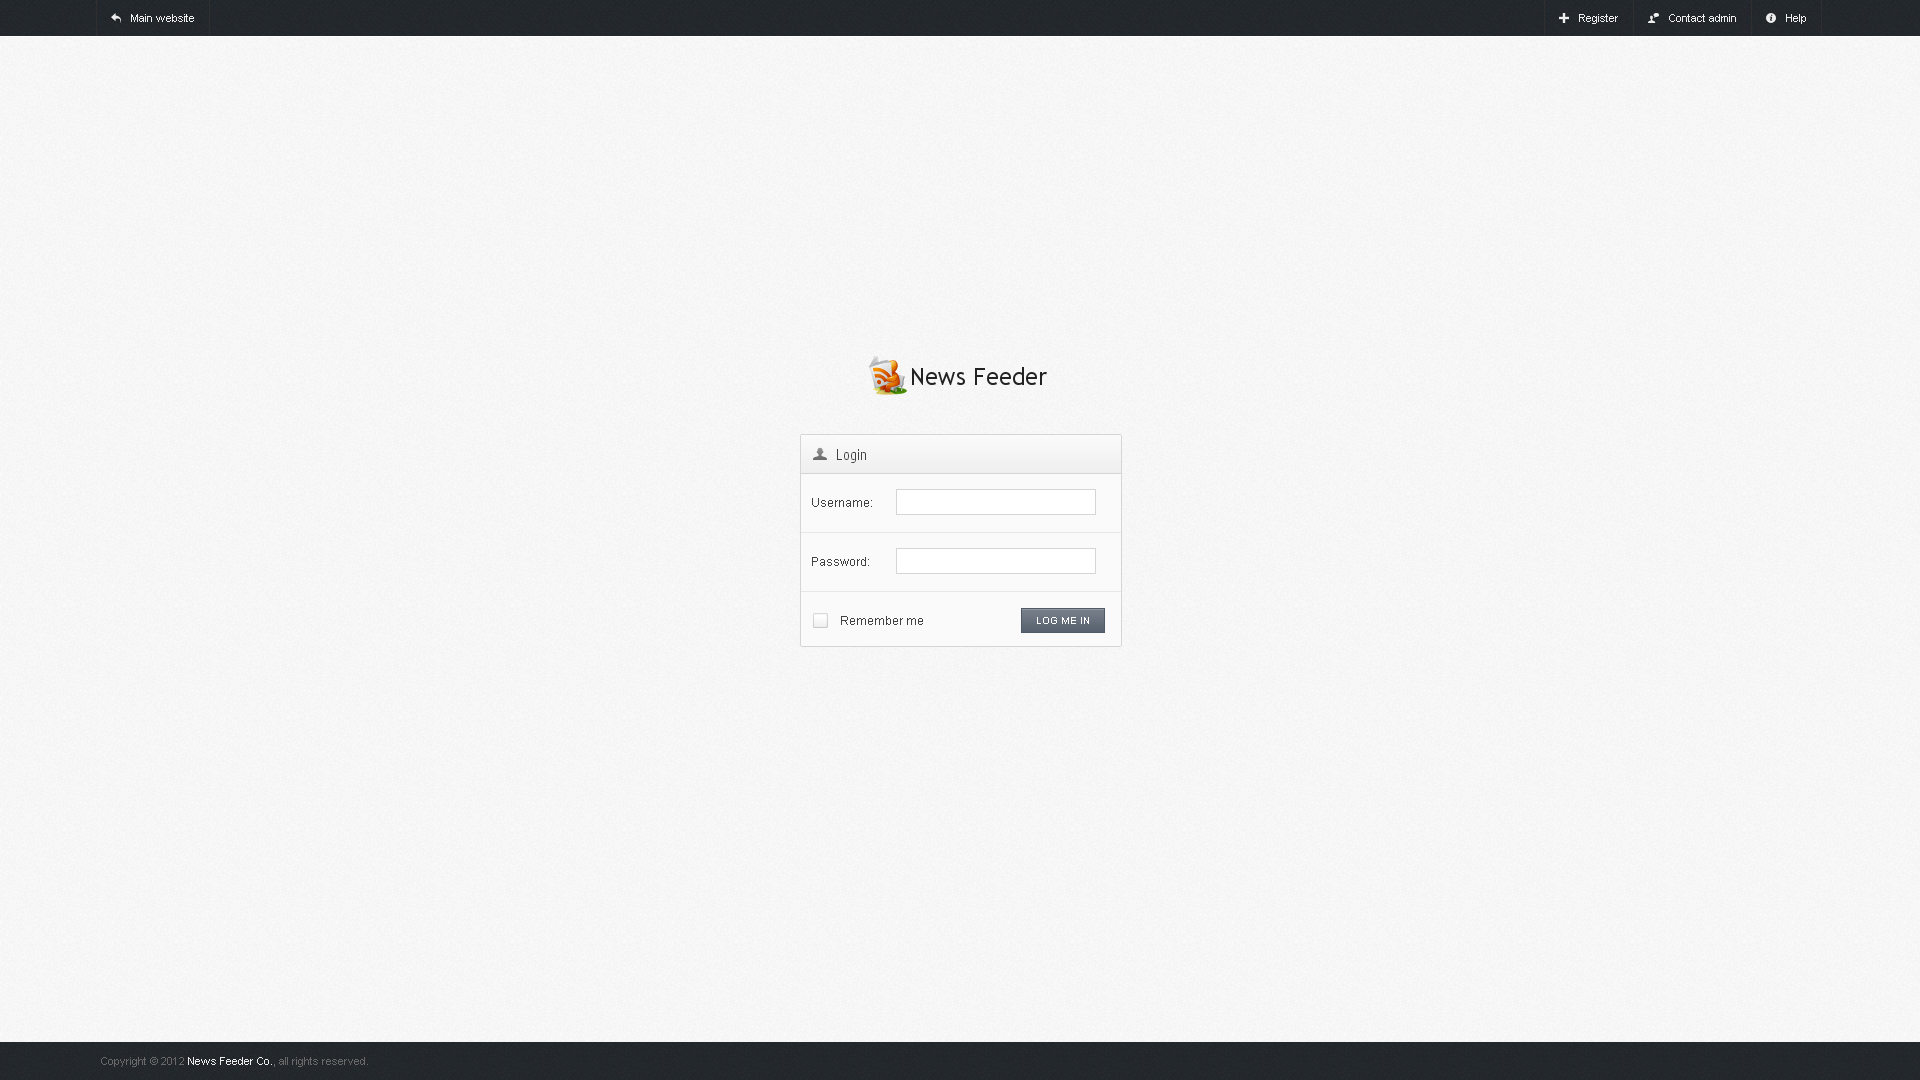 Main website
Register
Contact admin
Help
News Feeder
Login
Username:
Password:
Remember me
LOG ME IN
Copyright © 2012 News Feeder Co., all rights reserved.